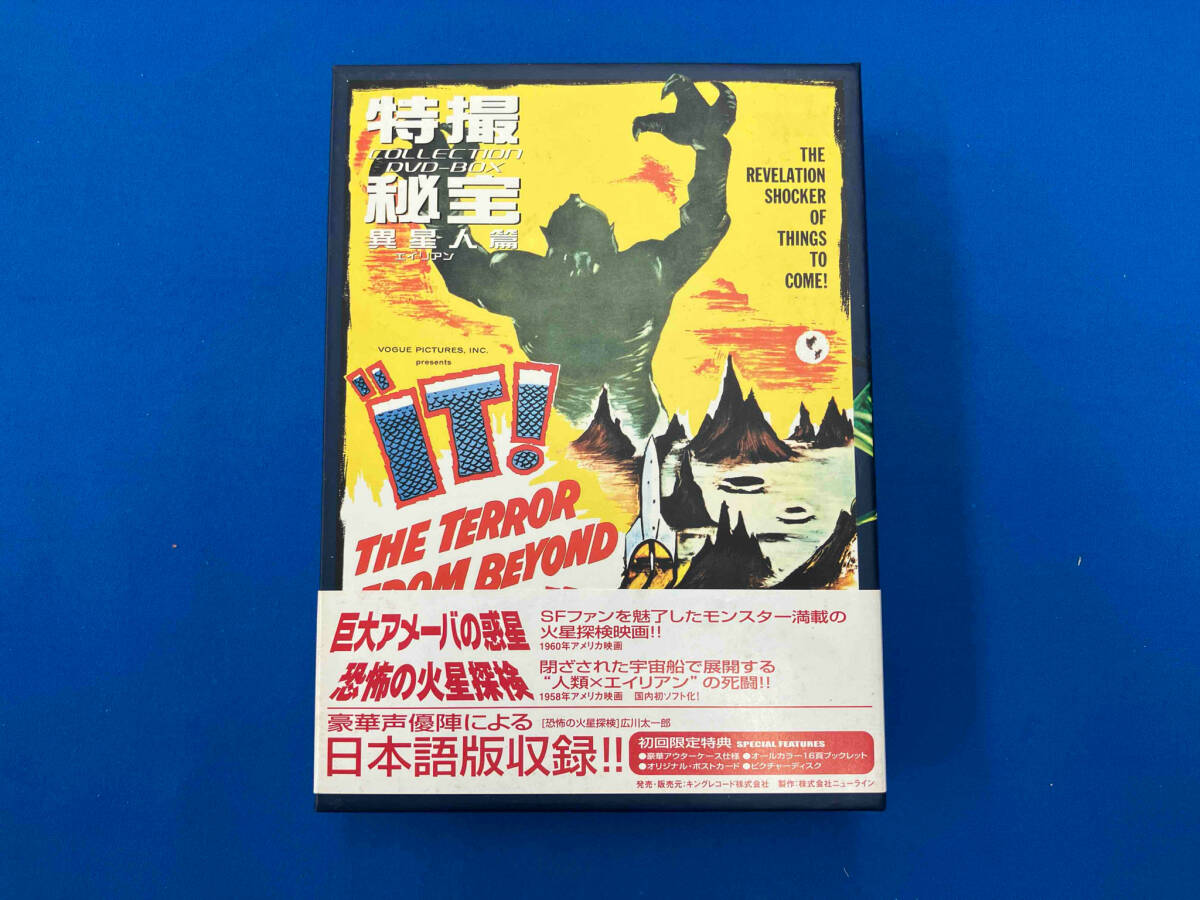 特撮
COLLECTION
DVD-BOX
秘宝
異星人篇
エイリアン
THE
REVELATION
SHOCKER
OF
THINGS
TO
COME!
VOGUE PICTURES, INC.
presents
"IT!
THE TERROR
FROM BEYOND
巨大アメーバの惑星
SFファンを魅了したモンスター満載の
火星探検映画!!
1960年アメリカ映画
恐怖の火星探検
閉ざされた宇宙船で展開する
“人類×エイリアン”の死闘!!
1958年アメリカ映画 国内初ソフト化!
豪華声優陣による [恐怖の火星探検]広川太一郎
日本語版収録!!
初回限定特典 SPECIAL FEATURES
●豪華アウターケース仕様 ●オールカラー16頁ブックレット
●オリジナル・ポストカード ●ピクチャーディスク
発売・販売元:キングレコード株式会社 製作:株式会社ニューライン